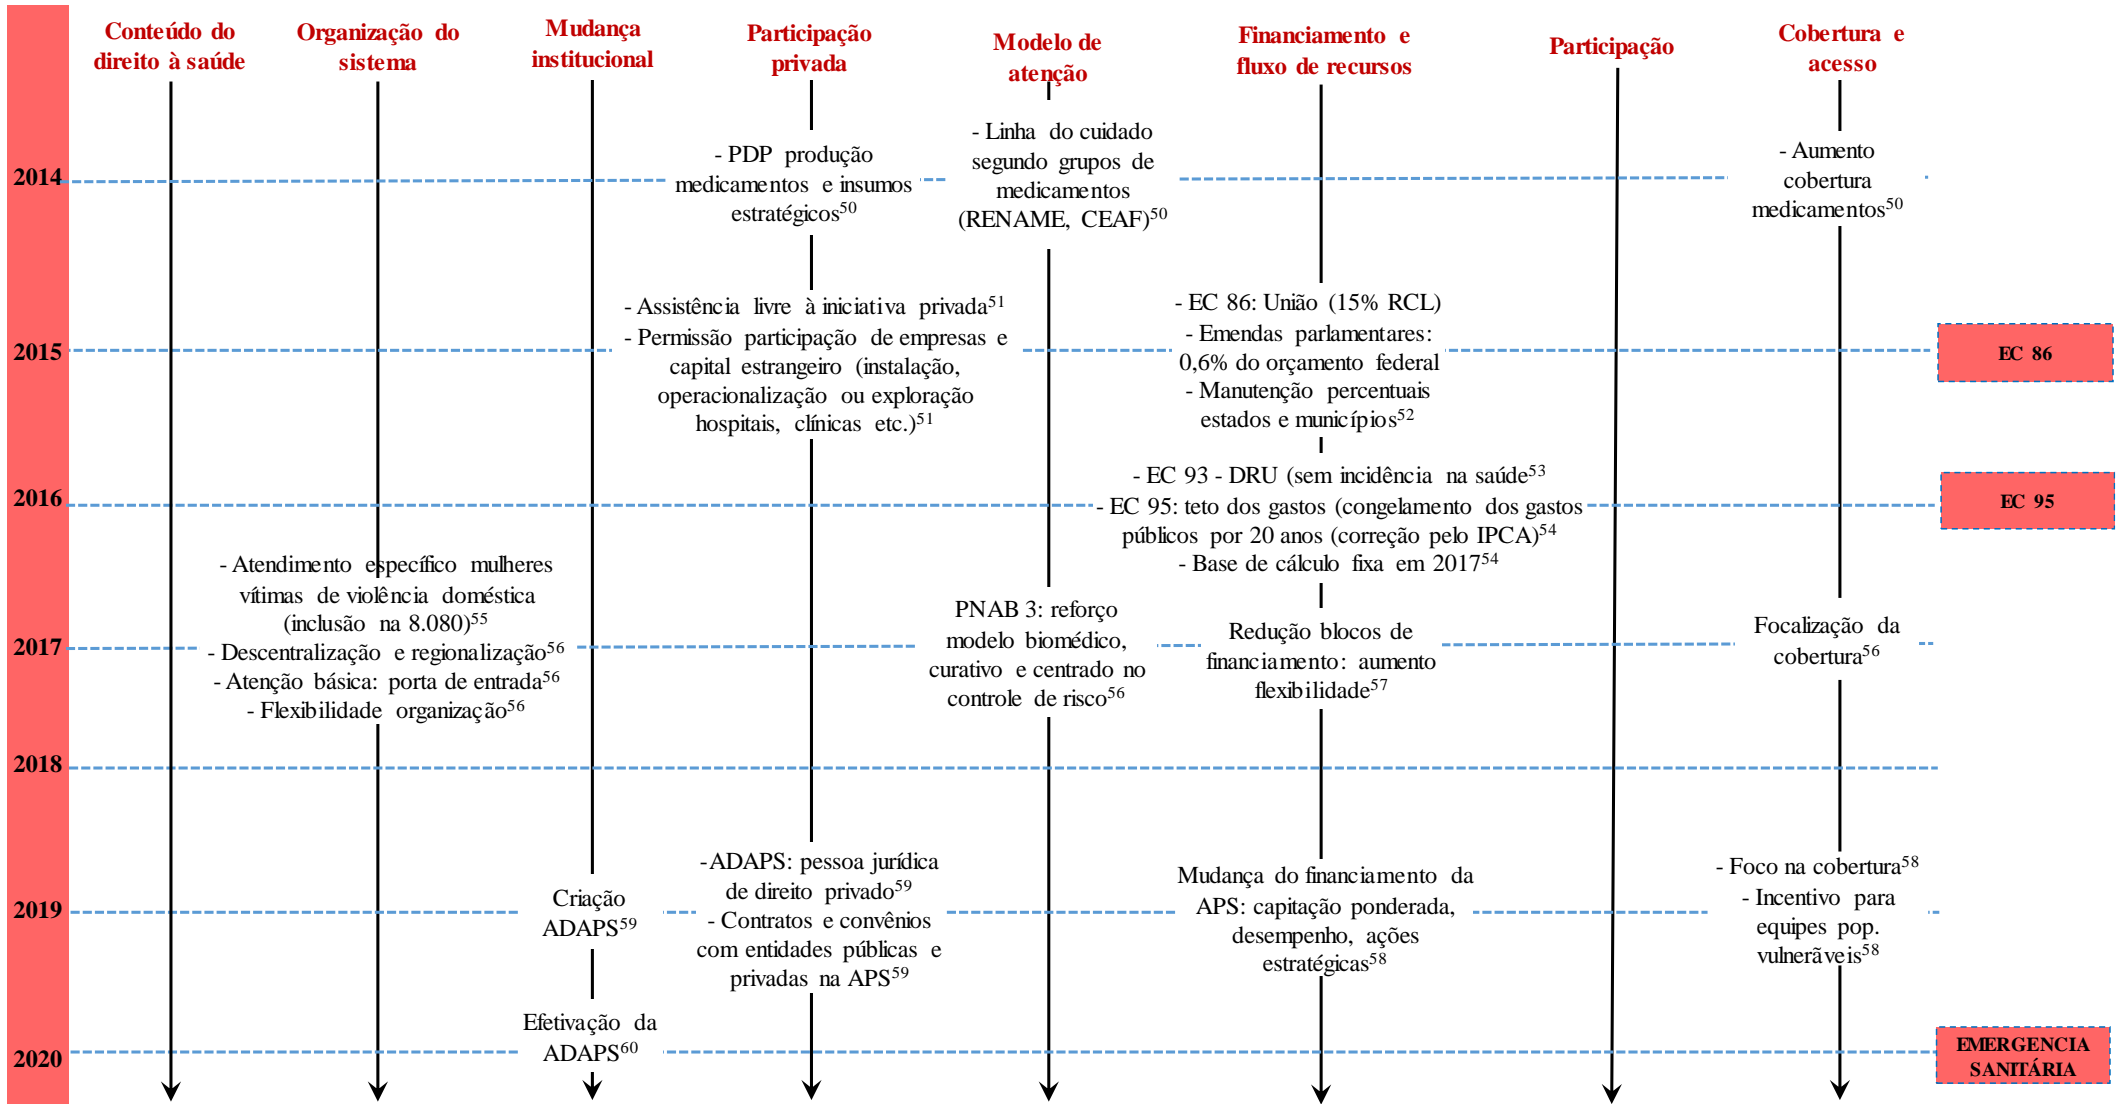 Conteúdo do
direito à saúde
Organização do
sistema
Mudança
institucional
Participação
privada
Modelo de
atenção
Financiamento e
fluxo de recursos
Participação
Cobertura e
acesso
2014
- PDP produção
medicamentos e insumos
estratégicos50
- Linha do cuidado
segundo grupos de
medicamentos
(RENAME, CEAF)50
- Aumento
cobertura
medicamentos50
2015
- Assistência livre à iniciativa privada51
- Permissão participação de empresas e
capital estrangeiro (instalação,
operacionalização ou exploração
hospitais, clínicas etc.)51
- EC 86: União (15% RCL)
- Emendas parlamentares:
0,6% do orçamento federal
- Manutenção percentuais
estados e municípios52
EC 86
2016
- EC 93 - DRU (sem incidência na saúde53
- EC 95: teto dos gastos (congelamento dos gastos
públicos por 20 anos (correção pelo IPCA)54
- Base de cálculo fixa em 201754
EC 95
2017
- Atendimento específico mulheres
vítimas de violência doméstica
(inclusão na 8.080)55
- Descentralização e regionalização56
- Atenção básica: porta de entrada56
- Flexibilidade organização56
PNAB 3: reforço
modelo biomédico,
curativo e centrado no
controle de risco56
Redução blocos de
financiamento: aumento
flexibilidade57
Focalização da
cobertura56
2018
2019
Criação
ADAPS59
-ADAPS: pessoa jurídica
de direito privado59
- Contratos e convênios
com entidades públicas e
privadas na APS59
Mudança do financiamento da
APS: capitação ponderada,
desempenho, ações
estratégicas58
- Foco na cobertura58
- Incentivo para
equipes pop.
vulnerãveis58
2020
Efetivação da
ADAPS60
EMERGENCIA
SANITÁRIA